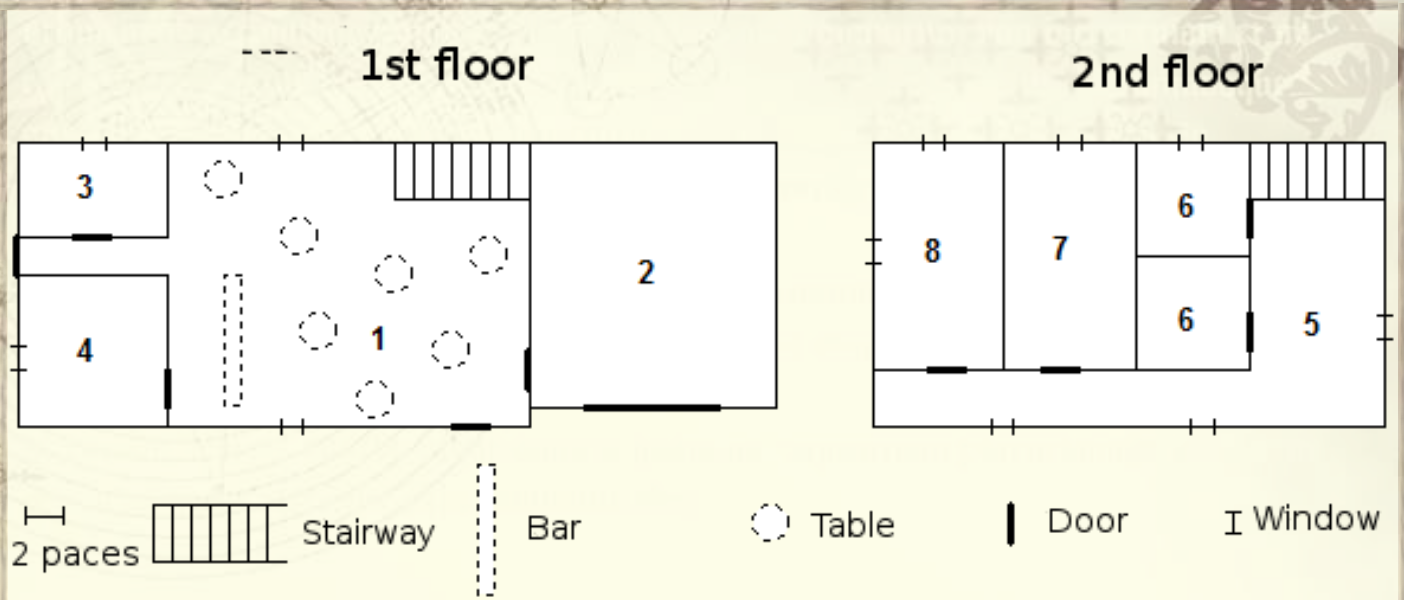 1st floor
2nd floor
3
4
1
2
8
7
6
6
5
2 paces
Stairway
Bar
Table
Door
Window